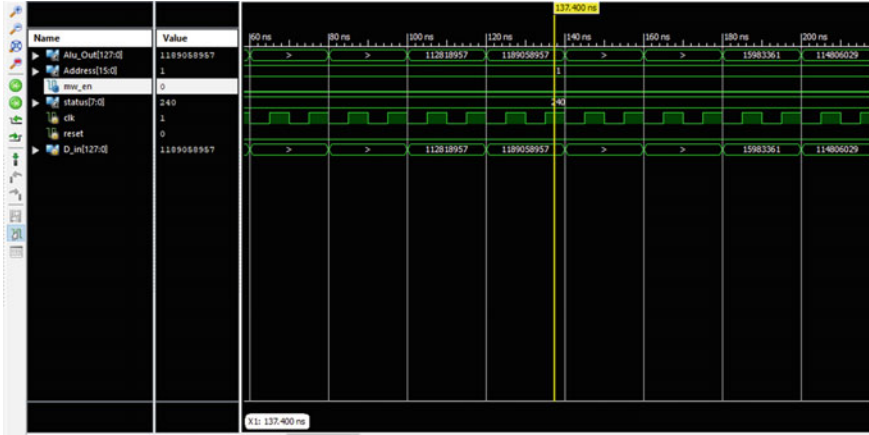 137.400 ns
Name Value
60 ns 80 ns 100 ns 120 ns 140 ns 160 ns 180 ns 200 ns
Alu_Out[127:0] 1189058957 > > 112818957 1189058957 > > 15983361 114806029
Address[15:0] 1 1
mw_en 0
status[7:0] 240 240
clk 1
reset 0
D_in[127:0] 1189058957 > > 112818957 1189058957 > > 15983361 114806029
X1: 137.400 ns